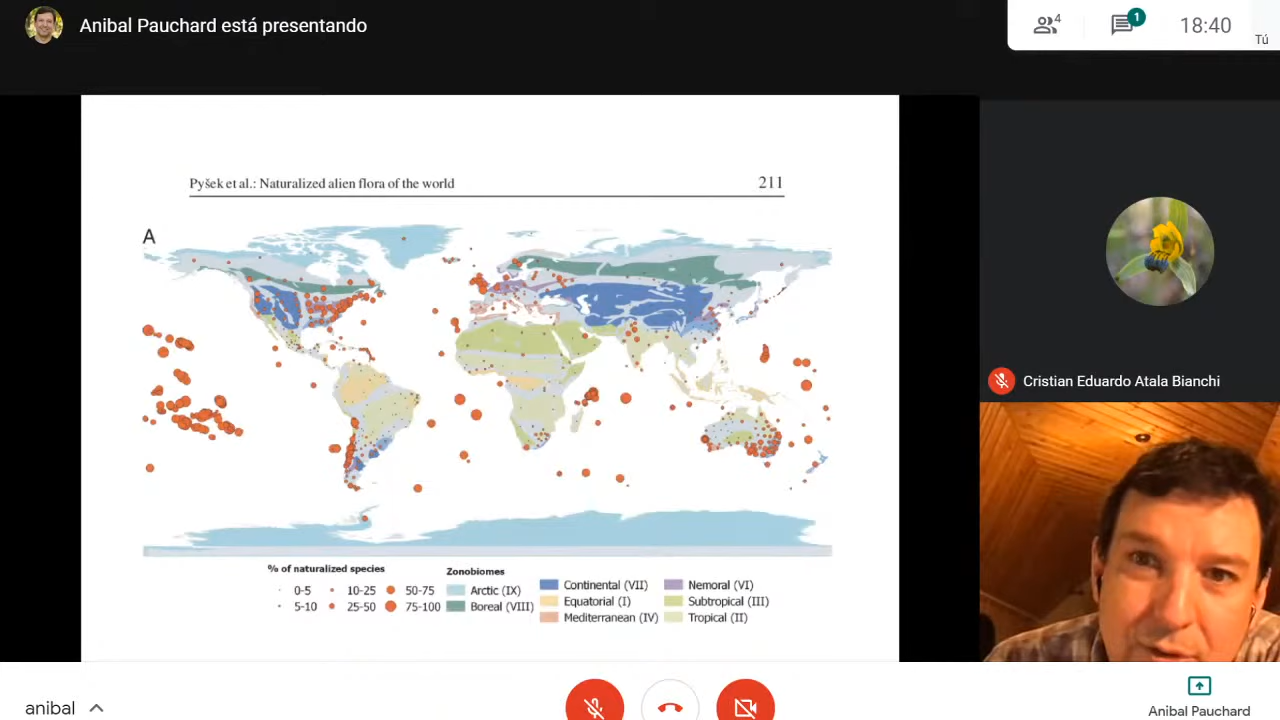 Anibal Pauchard está presentando
4
1
18:40
Tú
Pyšek et al.: Naturalized alien flora of the world
211
A
Cristian Eduardo Atala Bianchi
% of naturalized species
0-5
10-25
50-75
5-10
25-50
75-100
Zonobiomes
Arctic (IX)
Continental (VII)
Nemoral (VI)
Boreal (VIII)
Equatorial (I)
Subtropical (III)
Mediterranean (IV)
Tropical (II)
anibal
Anibal Pauchard